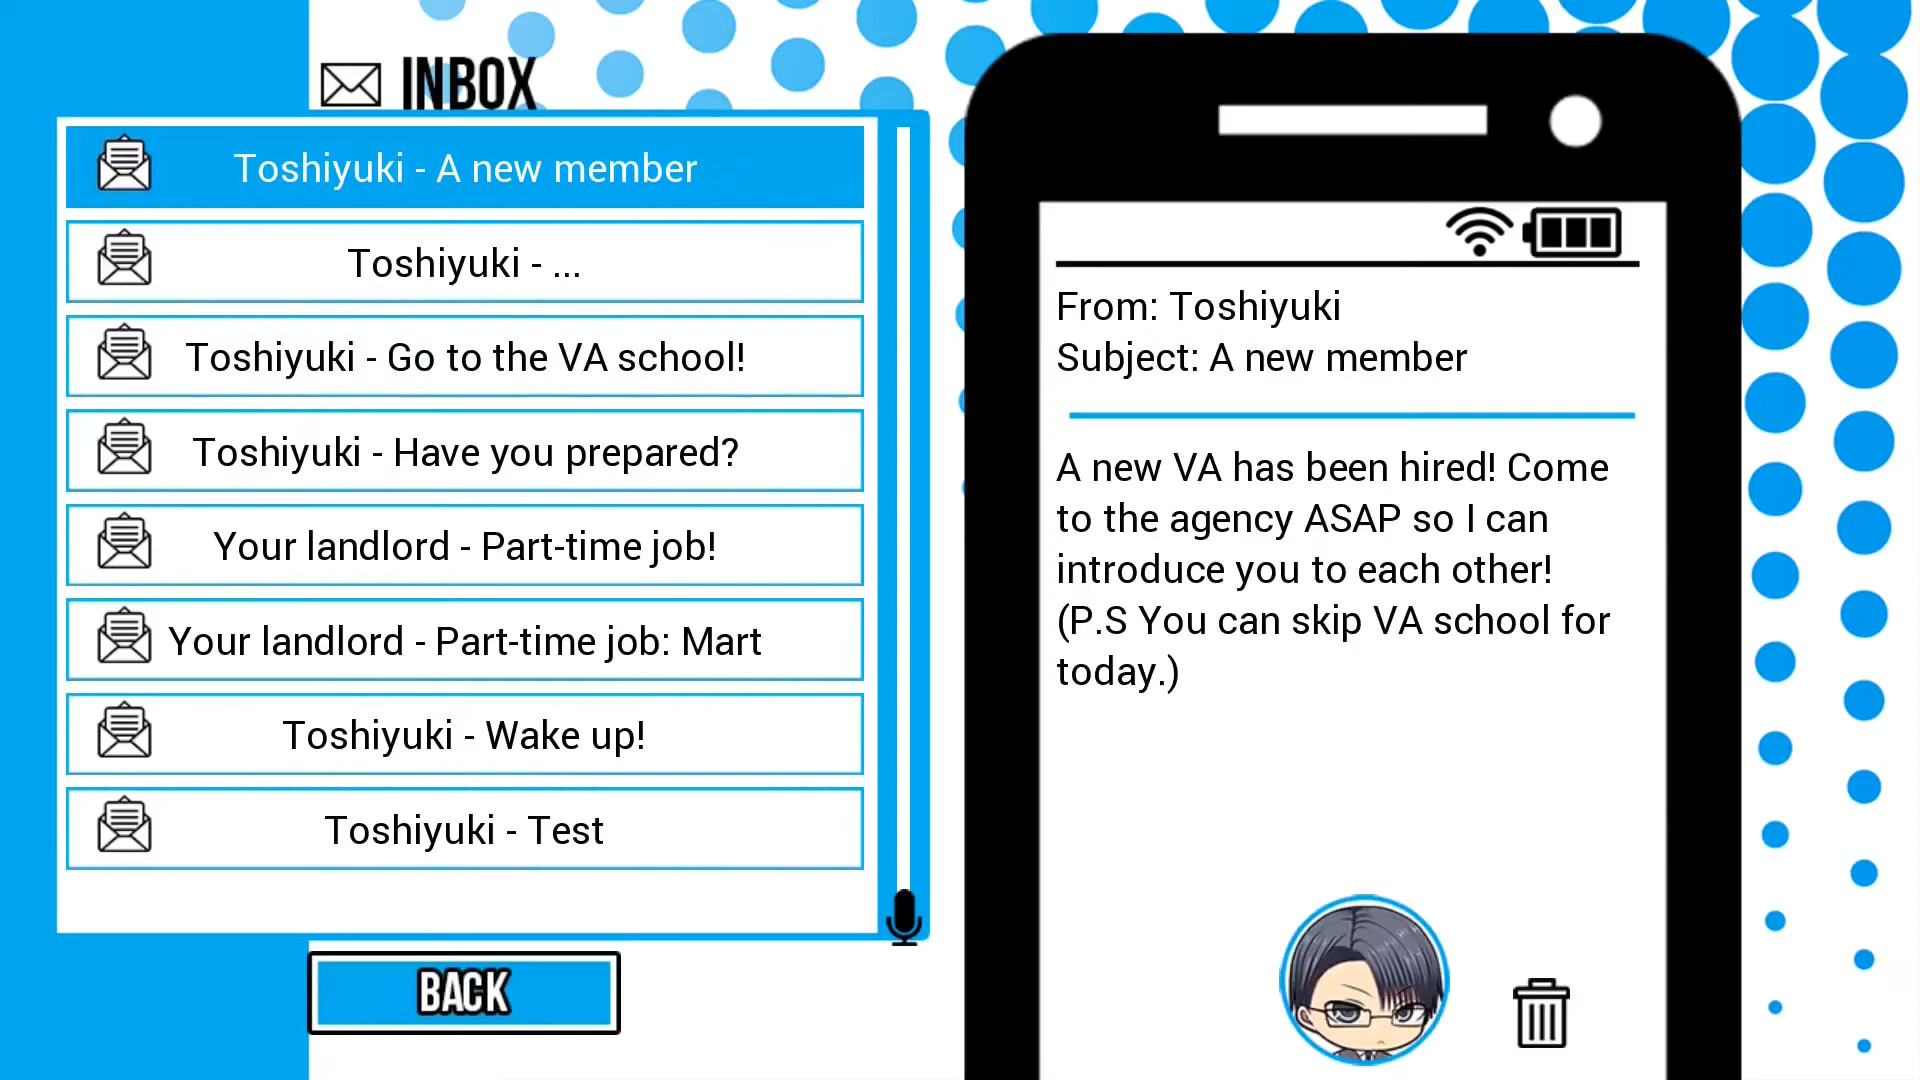 INBOX
Toshiyuki - A new member
Toshiyuki - ...
Toshiyuki - Go to the VA school!
Toshiyuki - Have you prepared?
Your landlord - Part-time job!
Your landlord - Part-time job: Mart
Toshiyuki - Wake up!
Toshiyuki - Test
BACK
From: Toshiyuki
Subject: A new member
A new VA has been hired! Come
to the agency ASAP so I can
introduce you to each other!
(P.S You can skip VA school for
today.)